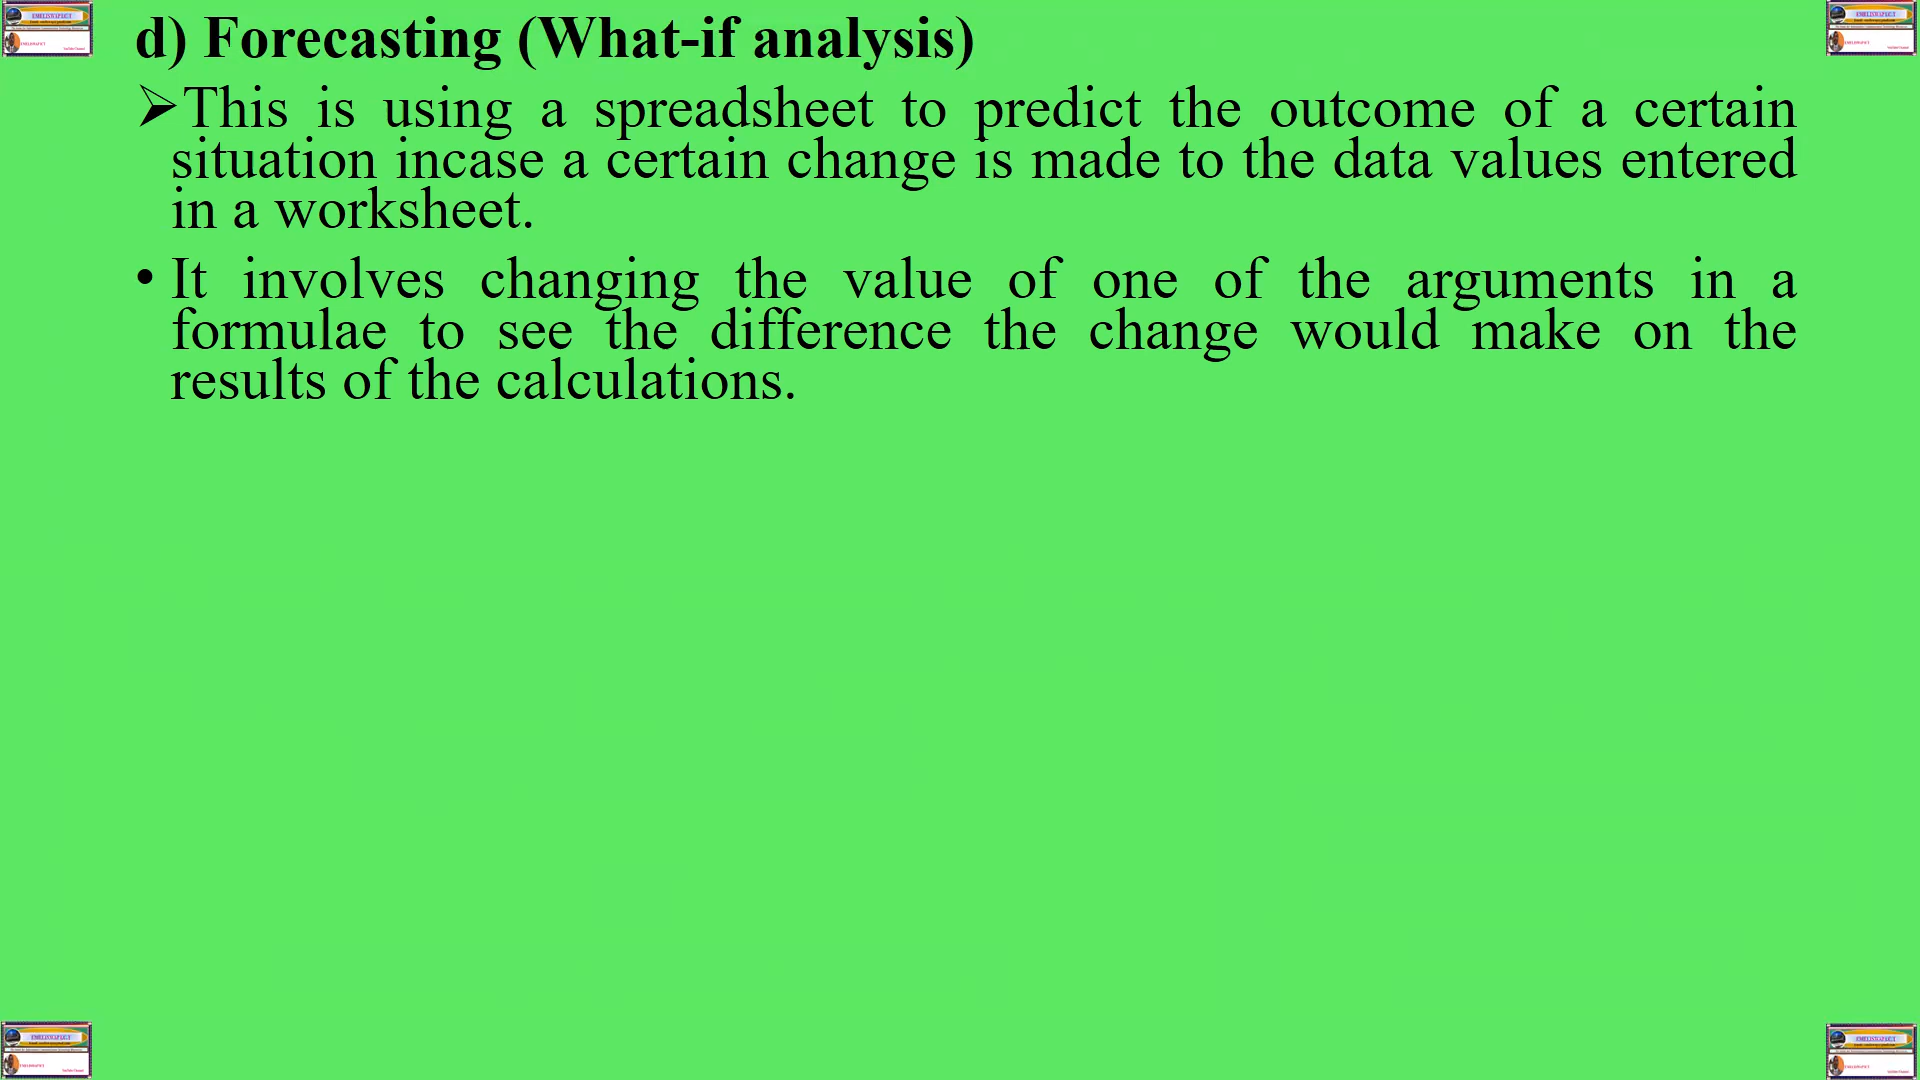 d) Forecasting (What-if analysis)
➢This is using a spreadsheet to predict the outcome of a certain
situation incase a certain change is made to the data values entered
in a worksheet.
• It involves changing the value of one of the arguments in a
formulae to see the difference the change would make on the
results of the calculations.